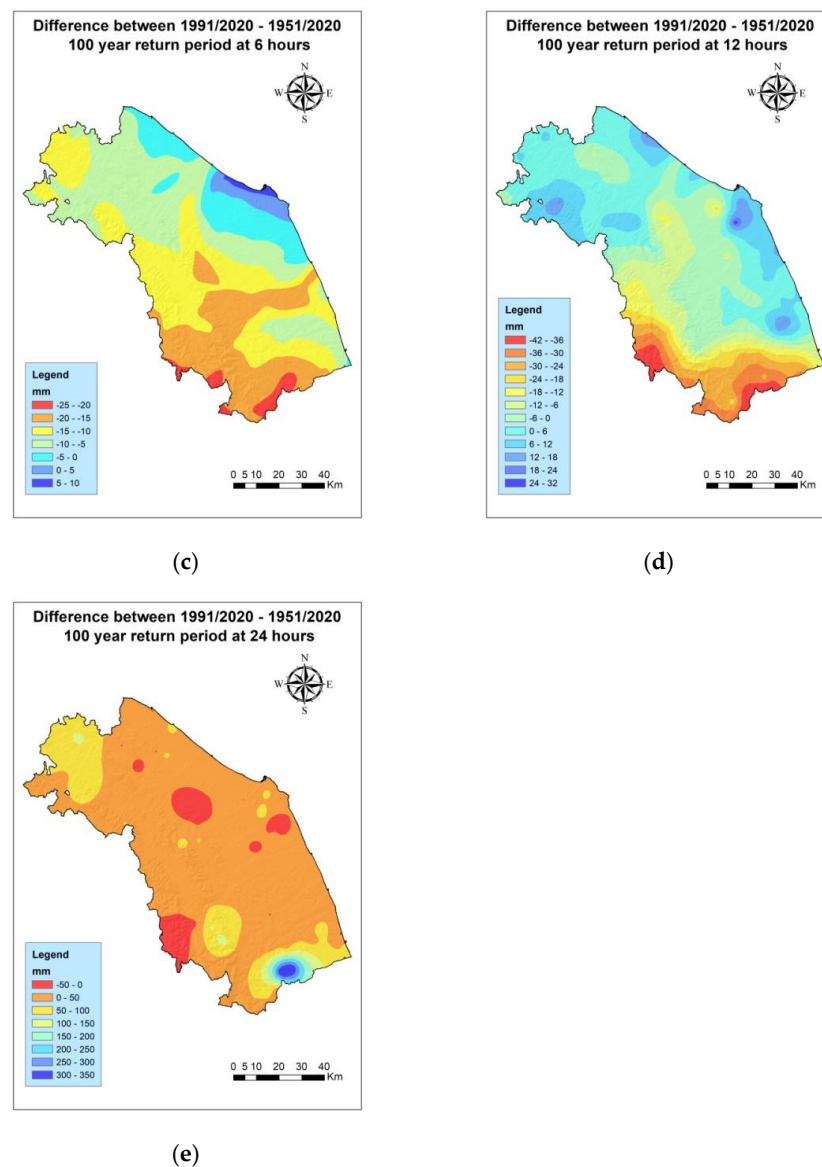 Difference between 1991/2020 - 1951/2020
100 year return period at 6 hours
N
W E
S
Legend
mm
-25 - -20
-20 - -15
-15 - -10
-10 - -5
-5 - 0
0 - 5
5 - 10
0 5 10 20 30 40
Km
(c)
Difference between 1991/2020 - 1951/2020
100 year return period at 12 hours
N
W E
S
Legend
mm
-42 - -36
-36 - -30
-30 - -24
-24 - -18
-18 - -12
-12 - -6
-6 - 0
0 - 6
6 - 12
12 - 18
18 - 24
24 - 32
0 5 10 20 30 40
Km
(d)
Difference between 1991/2020 - 1951/2020
100 year return period at 24 hours
N
W E
S
Legend
mm
-50 - 0
0 - 50
50 - 100
100 - 150
150 - 200
200 - 250
250 - 300
300 - 350
0 5 10 20 30 40
Km
(e)